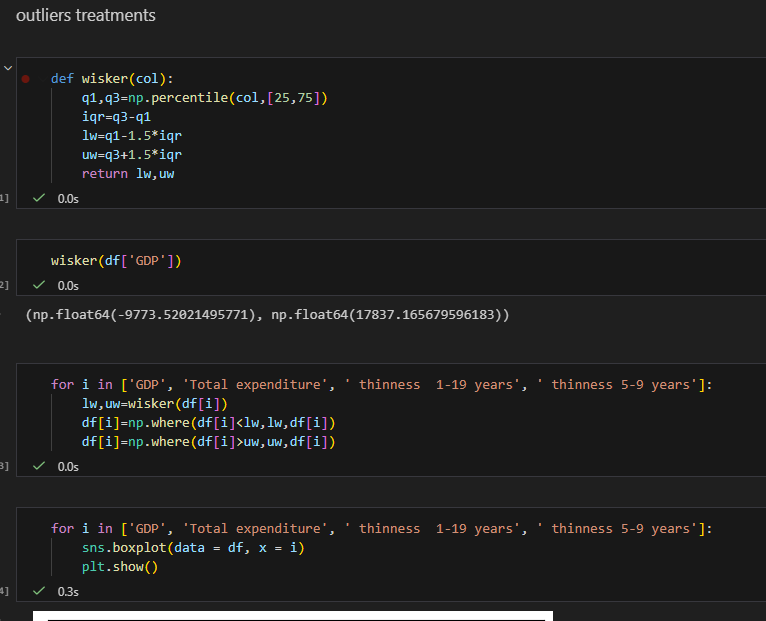 outliers treatments
def wisker(col):
    q1,q3=np.percentile(col,[25,75])
    iqr=q3-q1
    lw=q1-1.5*iqr
    uw=q3+1.5*iqr
    return lw,uw
1] 0.0s
wisker(df['GDP'])
2] 0.0s
(np.float64(-9773.52021495771), np.float64(17837.165679596183))
for i in ['GDP', 'Total expenditure', ' thinness  1-19 years', ' thinness 5-9 years']:
    lw,uw=wisker(df[i])
    df[i]=np.where(df[i]<lw,lw,df[i])
    df[i]=np.where(df[i]>uw,uw,df[i])
3] 0.0s
for i in ['GDP', 'Total expenditure', ' thinness  1-19 years', ' thinness 5-9 years']:
    sns.boxplot(data = df, x = i)
    plt.show()
4] 0.3s